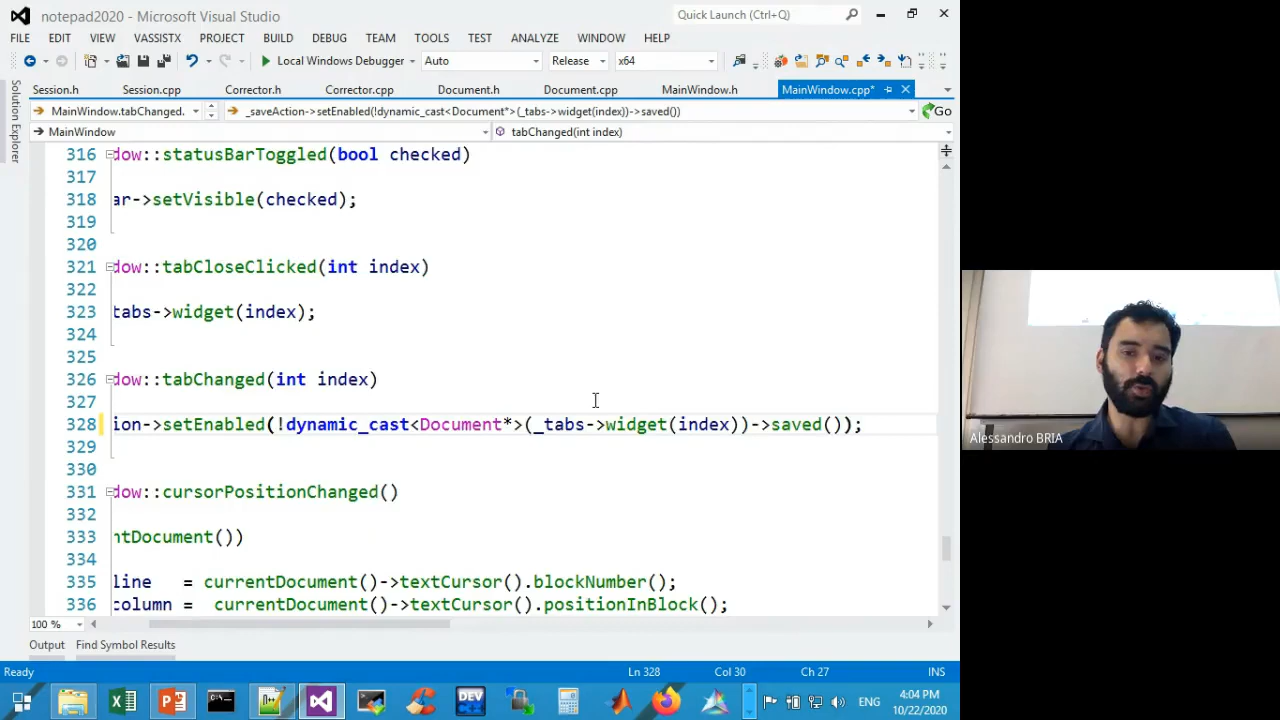 notepad2020 - Microsoft Visual Studio
Quick Launch (Ctrl+Q)
FILE EDIT VIEW VASSISTX PROJECT BUILD DEBUG TEAM TOOLS TEST ANALYZE WINDOW HELP
Local Windows Debugger Auto Release x64
Session.h Session.cpp Corrector.h Corrector.cpp Document.h Document.cpp MainWindow.h MainWindow.cpp*
MainWindow.tabChanged. _saveAction->setEnabled(!dynamic_cast<Document*>(_tabs->widget(index))->saved()) Go
MainWindow tabChanged(int index)
Solution Explorer
316 dow::statusBarToggled(bool checked)
317
318 ar->setVisible(checked);
319
320
321 dow::tabCloseClicked(int index)
322
323 tabs->widget(index);
324
325
326 dow::tabChanged(int index)
327
328 ion->setEnabled(!dynamic_cast<Document*>(_tabs->widget(index))->saved());
329
330
331 dow::cursorPositionChanged()
332
333 ntDocument())
334
335 line = currentDocument()->textCursor().blockNumber();
336 column = currentDocument()->textCursor().positionInBlock();
100 %
Output Find Symbol Results
Ready Ln 328 Col 30 Ch 27 INS
DEV
ENG
4:04 PM
10/22/2020
Alessandro BRIA